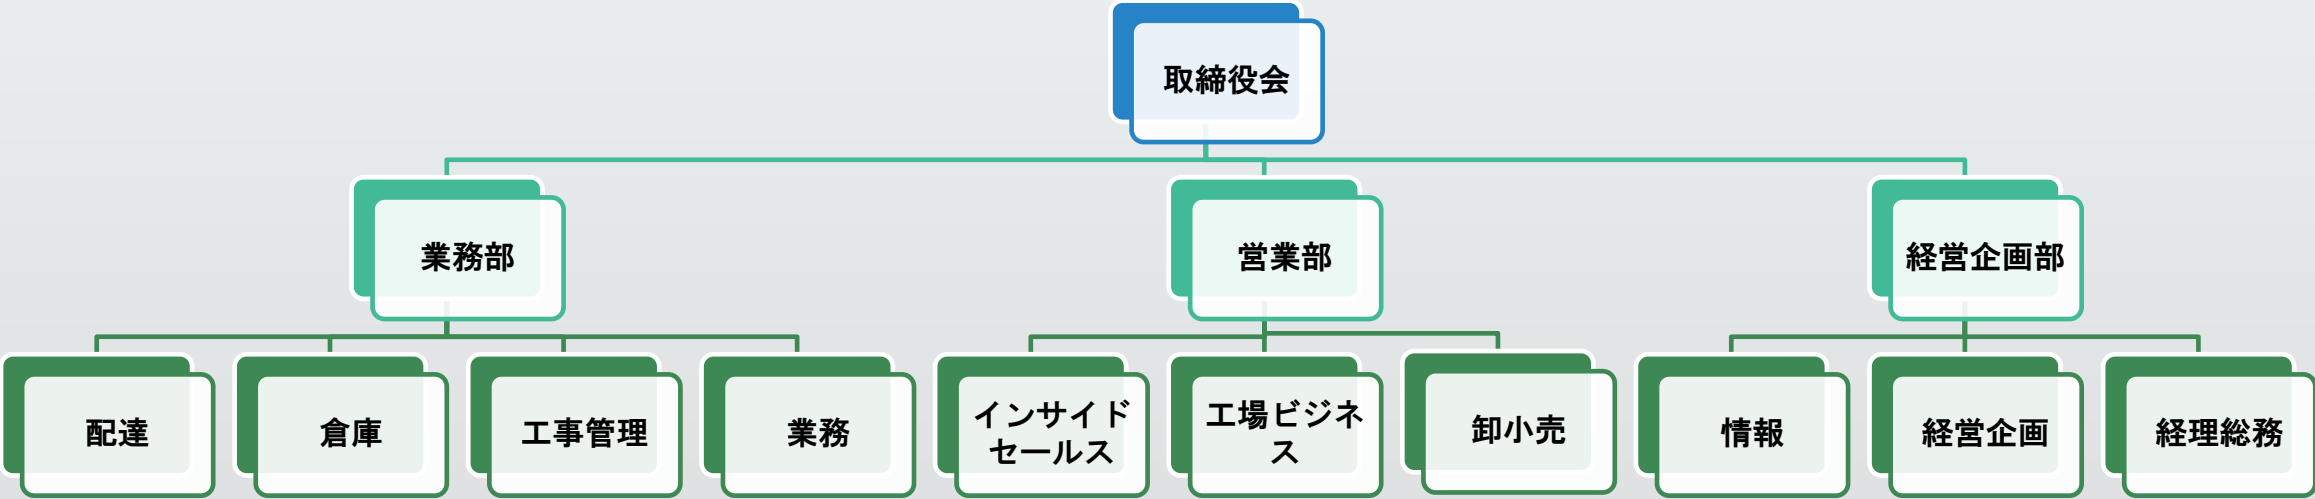 取締役会
業務部
営業部
経営企画部
配達
倉庫
工事管理
業務
インサイド
セールス
工場ビジネ
ス
卸小売
情報
経営企画
経理総務